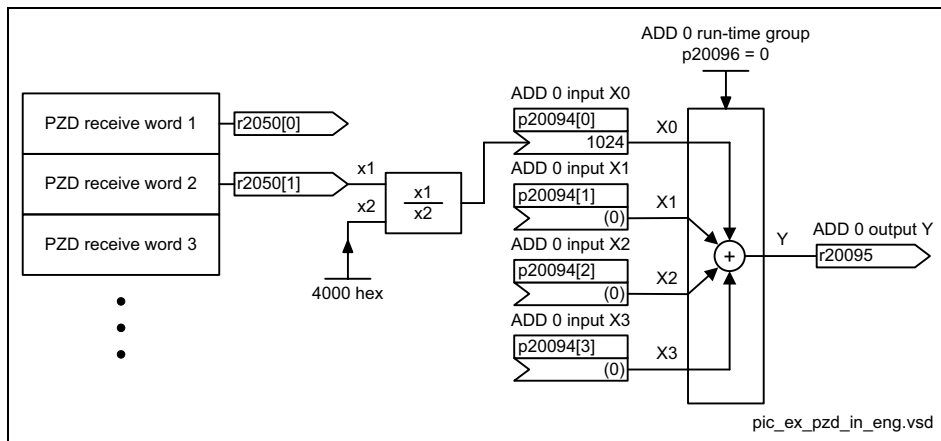 ADD 0 run-time group
p20096 = 0
PZD receive word 1
r2050[0]
PZD receive word 2
r2050[1]
PZD receive word 3
x1
x2
x1
x2
4000 hex
ADD 0 input X0
p20094[0]
1024
X0
ADD 0 input X1
p20094[1]
(0)
X1
ADD 0 input X2
p20094[2]
(0)
X2
ADD 0 input X3
p20094[3]
(0)
X3
+
Y
ADD 0 output Y
r20095
pic_ex_pzd_in_eng.vsd